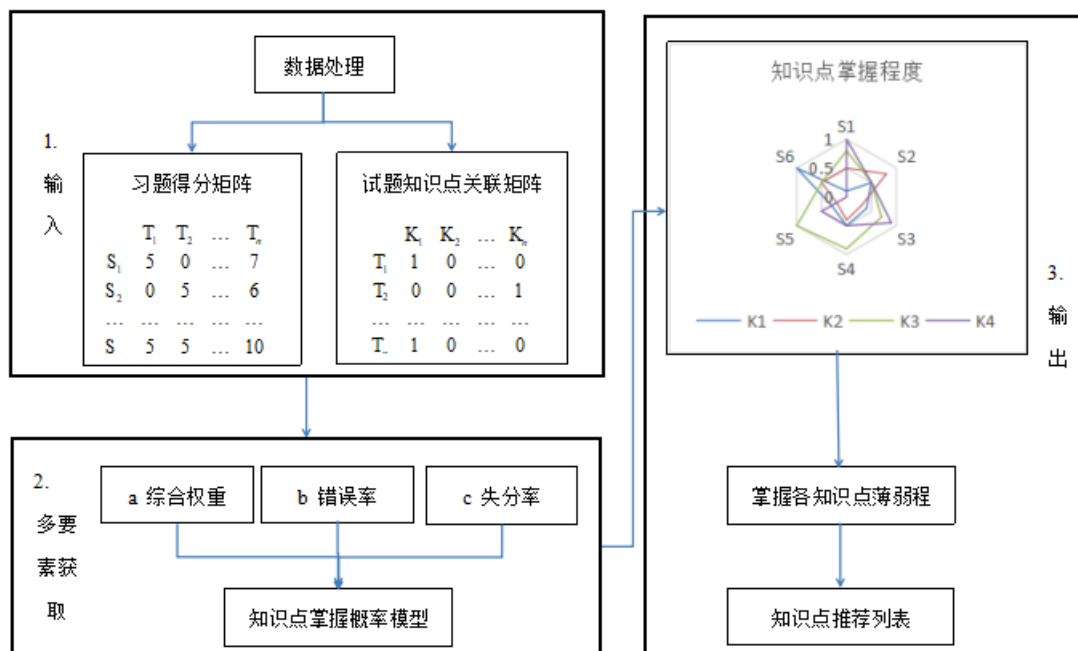 数据处理
1.
输
入
习题得分矩阵
T₁ T₂ … Tₙ
S₁ 5 0 … 7
S₂ 0 5 … 6
… … … … …
S 5 5 … 10
试题知识点关联矩阵
K₁ K₂ … Kₙ
T₁ 1 0 … 0
T₂ 0 0 … 1
… … … … …
T 1 0 … 0
2.
多要
素获
取
a 综合权重
b 错误率
c 失分率
知识点掌握概率模型
知识点掌握程度
S1
1
S6
0.5
S2
0
S5
S3
S4
K1 K2 K3 K4
3.
输
出
掌握各知识点薄弱程
知识点推荐列表